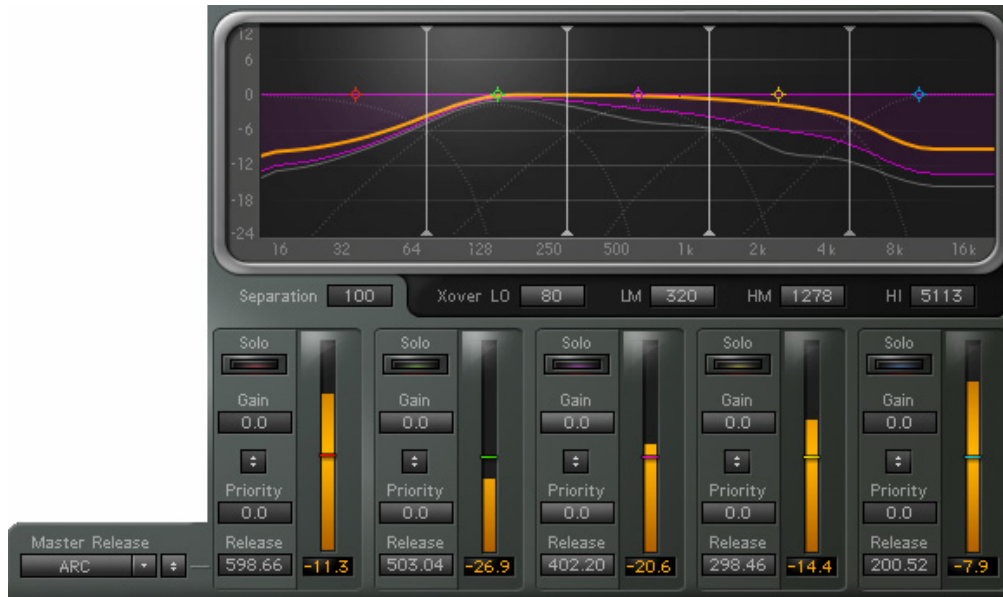 12
6
0
-6
-12
-18
-24
16 32 64 128 250 500 1k 2k 4k 8k 16k
Separation 100 Xover LO 80 LM 320 HM 1278 HI 5113
Solo Solo Solo Solo Solo
Gain Gain Gain Gain Gain
0.0 0.0 0.0 0.0 0.0
Priority Priority Priority Priority Priority
0.0 0.0 0.0 0.0 0.0
Master Release Release Release Release Release Release
ARC 598.66 -11.3 503.04 -26.9 402.20 -20.6 298.46 -14.4 200.52 -7.9